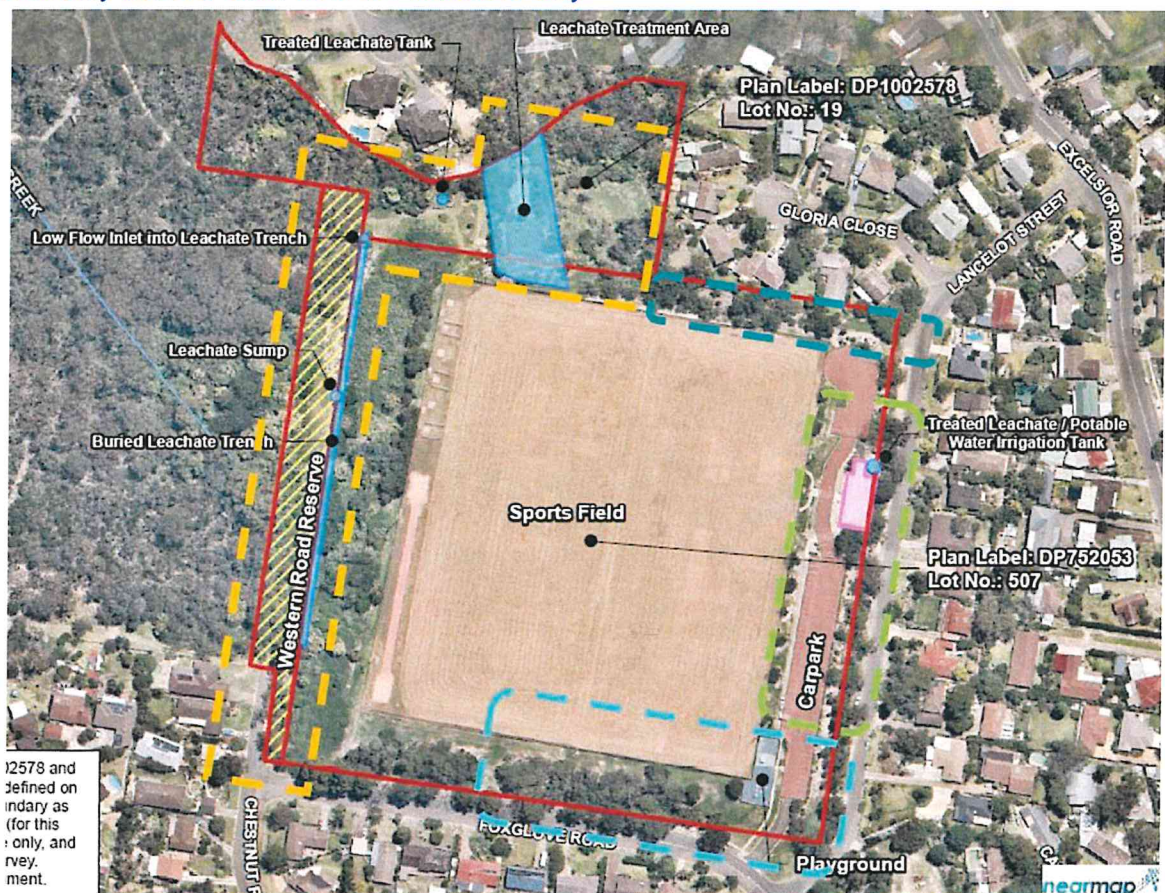 Treated Leachate Tank
Leachate Treatment Area
Plan Label: DP1002578
Lot No.: 19
EXCELSIOR ROAD
GLORIA CLOSE
LANCELOT STREET
Low Flow Inlet into Leachate Trench
Leachate Sump
Buried Leachate Trench
Western Road Reserve
Treated Leachate / Potable
Water Irrigation Tank
Sports Field
Plan Label: DP752053
Lot No.: 507
Carpark
Playground
FOXGLOVE ROAD
CHESTNUT
02578 and
defined on
ndary as
(for this
only, and
rvey.
ment.
nearmap